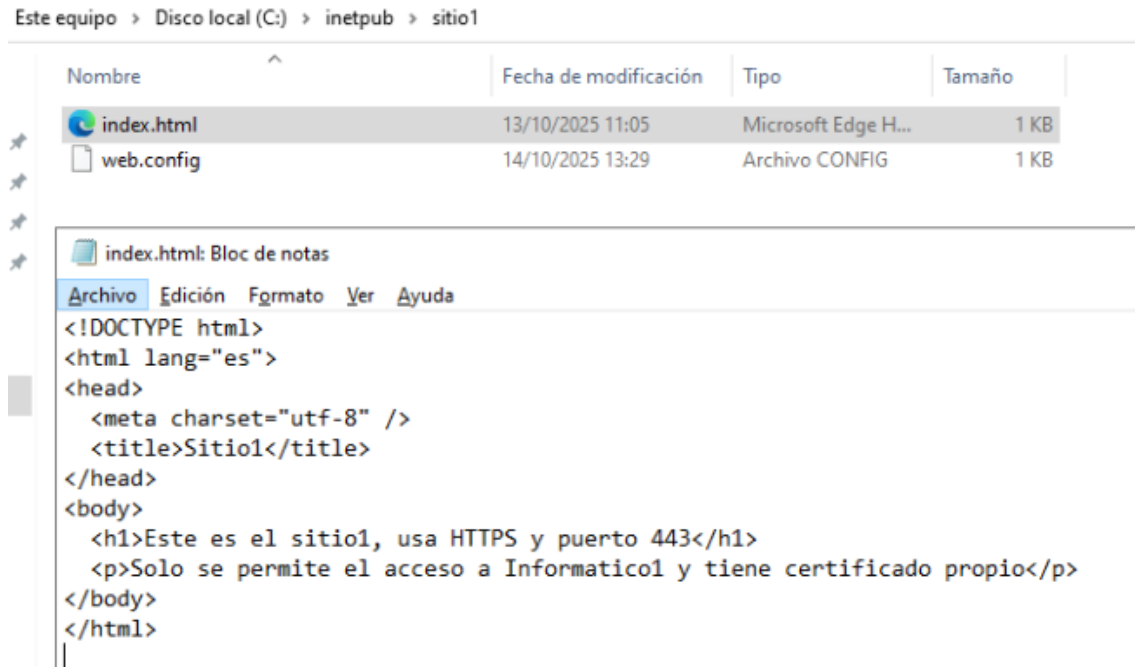 Este equipo > Disco local (C:) > inetpub > sitio1
Nombre Fecha de modificación Tipo Tamaño
index.html 13/10/2025 11:05 Microsoft Edge H... 1 KB
web.config 14/10/2025 13:29 Archivo CONFIG 1 KB
index.html: Bloc de notas
Archivo Edición Formato Ver Ayuda
<!DOCTYPE html>
<html lang="es">
<head>
  <meta charset="utf-8" />
  <title>Sitio1</title>
</head>
<body>
  <h1>Este es el sitio1, usa HTTPS y puerto 443</h1>
  <p>Solo se permite el acceso a Informatico1 y tiene certificado propio</p>
</body>
</html>